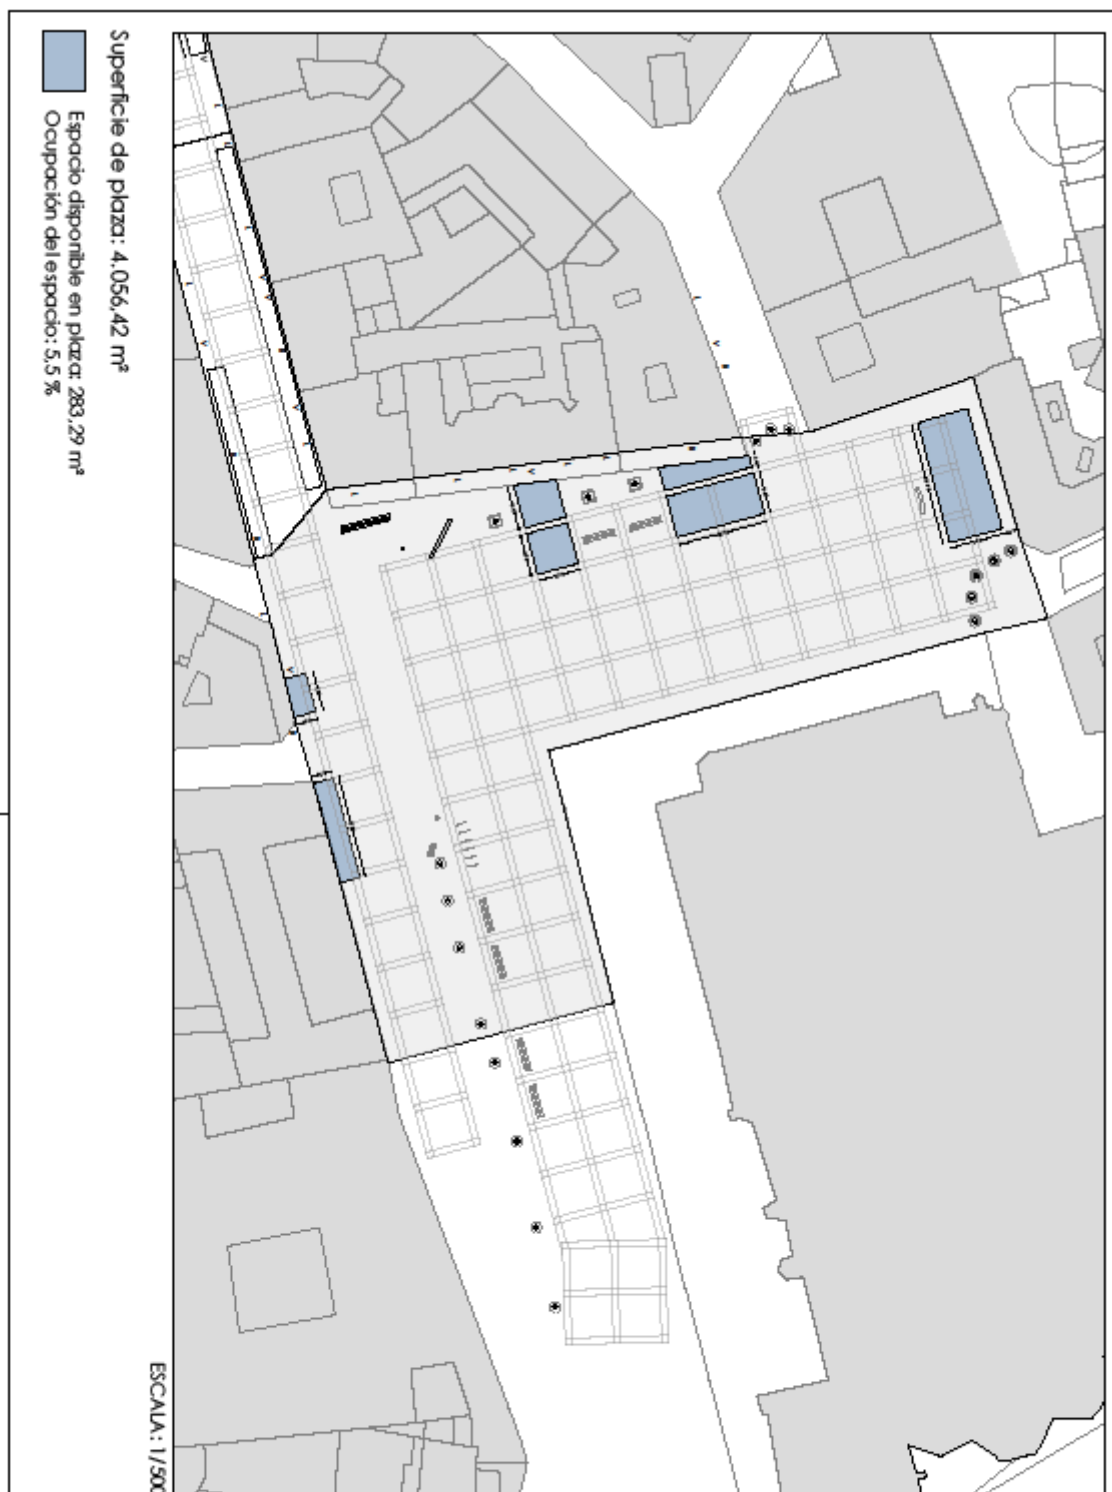 Superficie de plaza: 4.056,42 m²
Espacio disponible en plaza: 283,29 m²
Ocupación del espacio: 5,5 %
ESCALA: 1/500